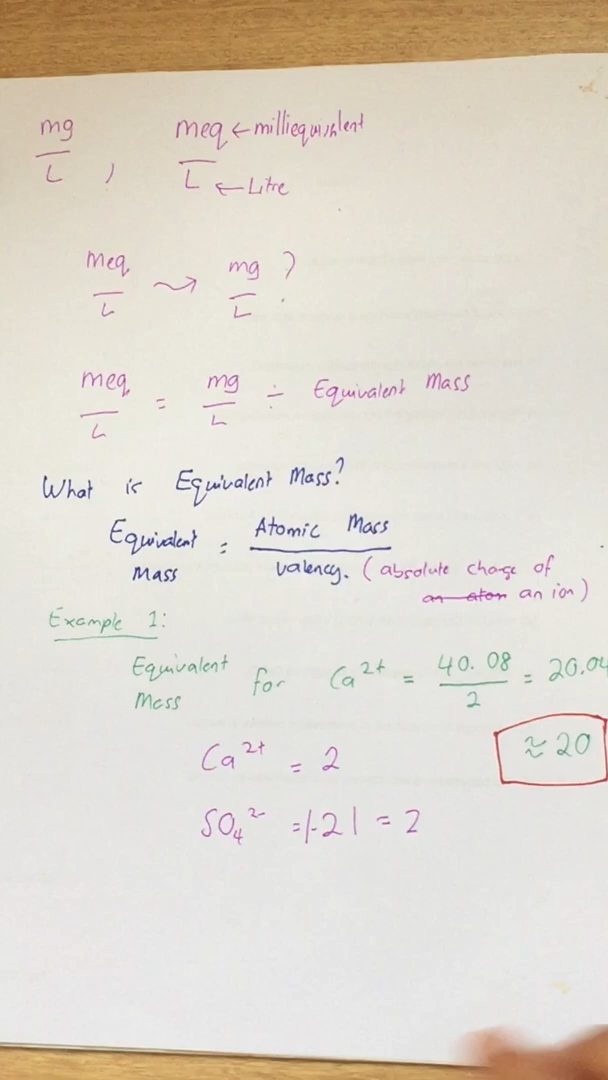 mg/L , meq/L ← milliequivalent
← Litre
meq/L ⇝ mg/L ?
meq/L = mg/L ÷ Equivalent Mass
What is Equivalent Mass?
Equivalent Mass = Atomic Mass / valency. (absolute charge of
an atom an ion)
Example 1:
Equivalent Mass for Ca²⁺ = 40.08/2 = 20.04
≈ 20
Ca²⁺ = 2
SO₄²⁻ = |-2| = 2